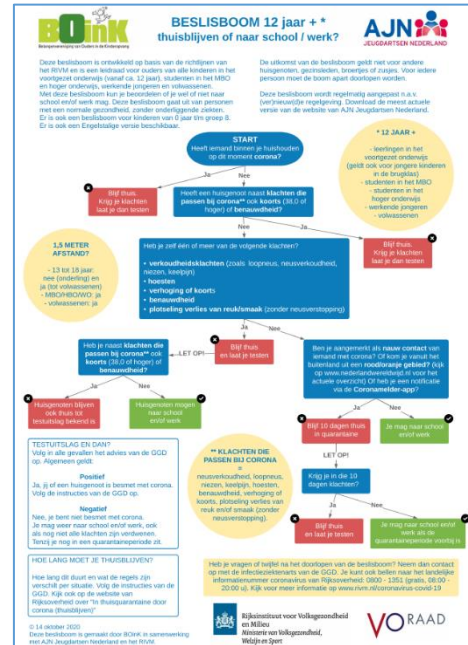 BOinK
Belangenvereniging van Ouders in de Kinderopvang
BESLISBOOM 12 jaar + *
thuisblijven of naar school / werk?
AJN
JEUGDARTSEN NEDERLAND
Deze beslisboom is ontwikkeld op basis van de richtlijnen
van het RIVM en is een leidraad voor ouders van alle kinderen in het
voortgezet onderwijs (vanaf ca. 12 jaar), studenten in het MBO
en hoger onderwijs, werkende jongeren en volwassenen.
Met deze beslisboom kun je beoordelen of je wel of niet naar
school en/of werk mag. Deze beslisboom gaat uit van personen
met een normale gezondheid, zonder onderliggende ziekten.
Er is ook een beslisboom voor kinderen van 0 jaar t/m groep 8.
Er is ook een Engelstalige versie beschikbaar.
De uitkomst van de beslisboom geldt niet voor andere
huisgenoten, gezinsleden, broertjes of zusjes. Voor iedere
persoon moet de boom apart doorlopen worden.
Deze beslisboom wordt regelmatig aangepast n.a.v.
(ver)nieuw(d)e regelgeving. Download de meest actuele
versie van de website van AJN Jeugdartsen Nederland.
START
Heeft iemand binnen je huishouden
op dit moment corona?
Ja
Nee
Blijf thuis.
Krijg je klachten
laat je dan testen
Heeft een huisgenoot naast klachten die
passen bij corona** ook koorts (38,0 of
hoger) of benauwdheid?
* 12 JAAR +
- leerlingen in het
voortgezet onderwijs
(geldt ook voor jongere kinderen
in de brugklas)
- studenten in het MBO
- studenten in het
hoger onderwijs
- werkende jongeren
- volwassenen
Nee
Ja
Blijf thuis.
Krijg je klachten
laat je dan testen
1,5 METER
AFSTAND?
- 13 tot 18 jaar:
nee (onderling) en
ja (tot volwassenen)
- MBO/HBO/WO: ja
- volwassenen: ja
Heb je zelf één of meer van de volgende klachten?
• verkoudheidsklachten (zoals loopneus, neusverkoudheid,
niezen, keelpijn)
• hoesten
• verhoging of koorts
• benauwdheid
• plotseling verlies van reuk/smaak (zonder neusverstopping)
Ja
Nee
Heb je naast klachten die
passen bij corona** ook
koorts (38,0 of hoger) of
benauwdheid?
LET OP!
Blijf thuis
en laat je testen
Ben je aangemerkt als nauw contact van
iemand met corona? Of kom je vanuit het
buitenland uit een rood/oranje gebied? (kijk
op www.nederlandwereldwijd.nl voor het
actuele overzicht) Of heb je een notificatie
via de Coronamelder-app?
Ja
Nee
Huisgenoten blijven
ook thuis tot
testuitslag bekend is
Huisgenoten mogen
naar school
en/of werk
Ja
Nee
Blijf 10 dagen thuis
in quarantaine
Je mag naar school
en/of werk
LET OP!
Krijg je in die 10
dagen klachten?
Ja
Nee
Blijf thuis
en laat je testen
Je mag naar school en/of
werk als de
quarantaineperiode voorbij is
TESTUITSLAG EN DAN?
Volg in alle gevallen het advies van de GGD
op. Algemeen geldt:
Positief
Ja, jij of een huisgenoot is besmet met corona.
Volg de instructies van de GGD op.
Negatief
Nee, je bent niet besmet met corona.
Je mag weer naar school en/of werk, ook
als nog niet alle klachten zijn verdwenen.
Tenzij je nog in een quarantaineperiode zit.
** KLACHTEN DIE
PASSEN BIJ CORONA
=
neusverkoudheid, loopneus,
niezen, keelpijn, hoesten,
benauwdheid, verhoging of
koorts, plotseling verlies van
reuk en/of smaak (zonder
neusverstopping).
HOE LANG MOET JE THUISBLIJVEN?
Hoe lang dit duurt en wat de regels zijn
verschilt per situatie. Volg de instructies van
de GGD. Kijk ook op de website van
Rijksoverheid over "In thuisquarantaine door
corona (thuisblijven)"
Heb je vragen of twijfel na het doorlopen van de beslisboom? Neem dan contact
op met de infectieziektenarts van de GGD. Je kunt ook bellen naar het landelijke
informatienummer coronavirus van Rijksoverheid: 0800 - 1351 (gratis, 08:00 -
20:00 u). Kijk voor meer informatie op www.rivm.nl/coronavirus-covid-19
© 14 oktober 2020
Deze beslisboom is gemaakt door BOinK in samenwerking
met AJN Jeugdartsen Nederland en het RIVM
Rijksinstituut voor Volksgezondheid
en Milieu
Ministerie van Volksgezondheid,
Welzijn en Sport
VO RAAD